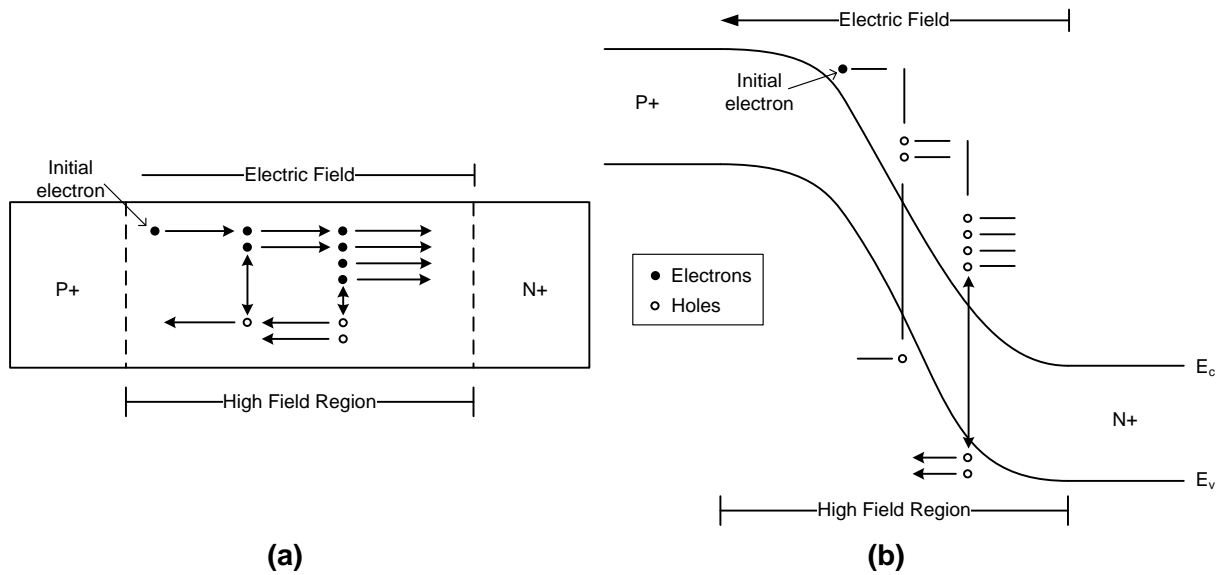 Initial
electron
Electric Field
P+
N+
High Field Region
(a)
Electric Field
Initial
electron
P+
Electrons
Holes
E_c
N+
E_v
High Field Region
(b)